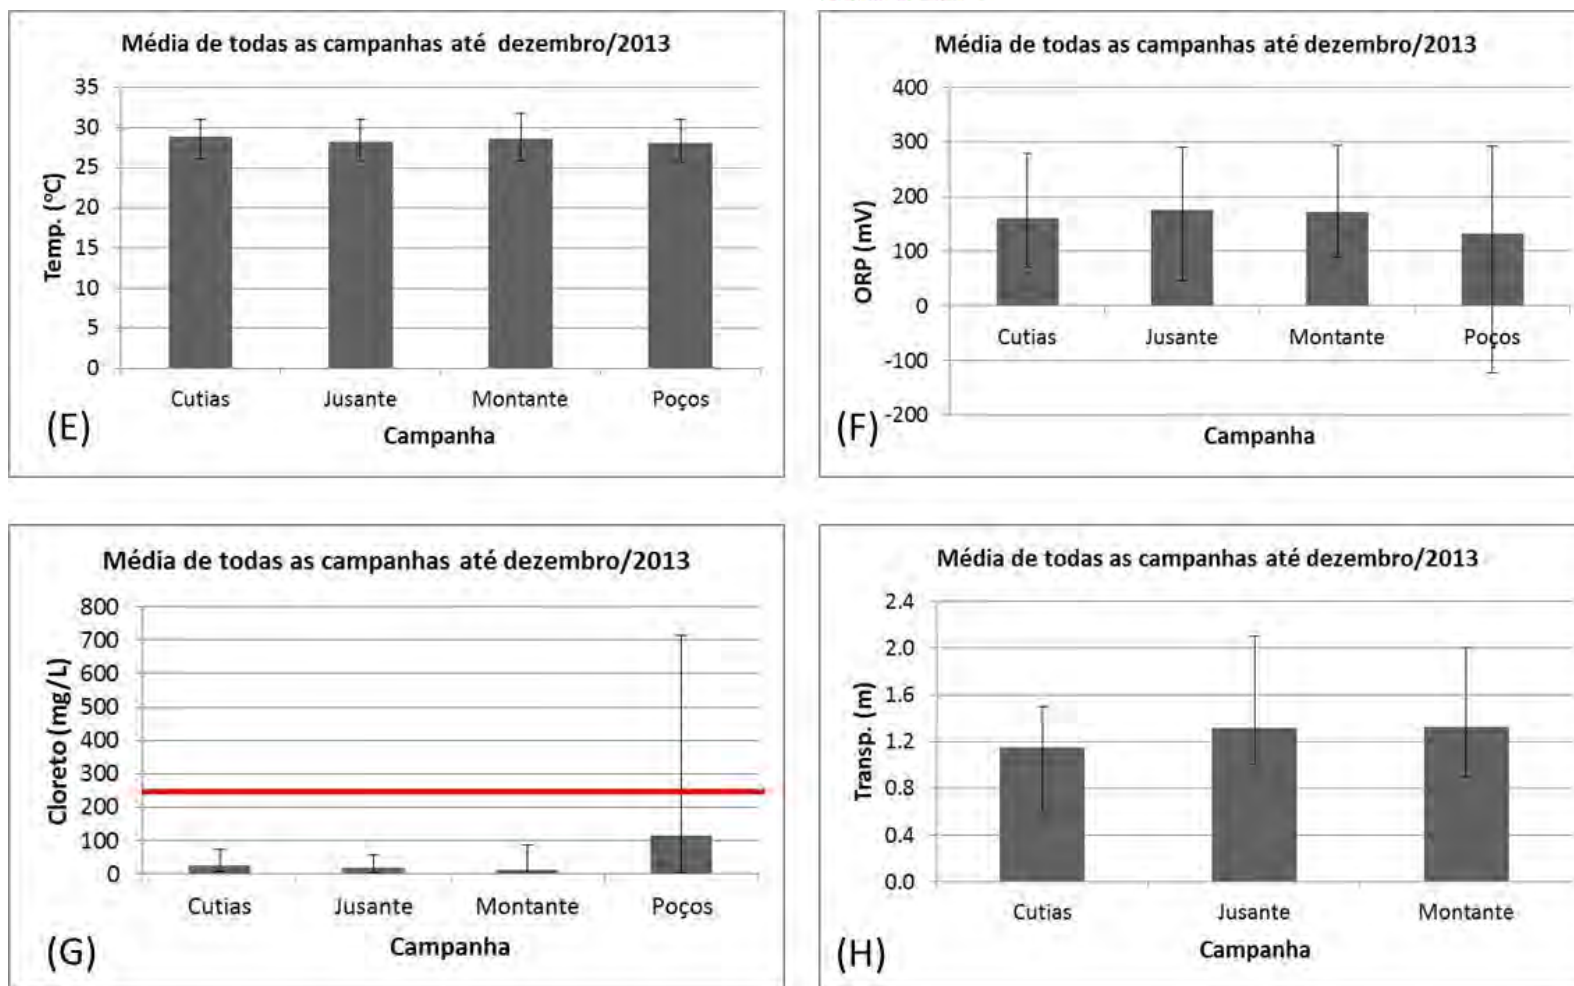 Média de todas as campanhas até dezembro/2013
Temp. (°C)
35
30
25
20
15
10
5
0
Cutias Jusante Montante Poços
Campanha
(E)
Média de todas as campanhas até dezembro/2013
ORP (mV)
400
300
200
100
0
-100
-200
Cutias Jusante Montante Poços
Campanha
(F)
Média de todas as campanhas até dezembro/2013
Cloreto (mg/L)
800
700
600
500
400
300
200
100
0
Cutias Jusante Montante Poços
Campanha
(G)
Média de todas as campanhas até dezembro/2013
Transp. (m)
2.4
2.0
1.6
1.2
0.8
0.4
0.0
Cutias Jusante Montante
Campanha
(H)